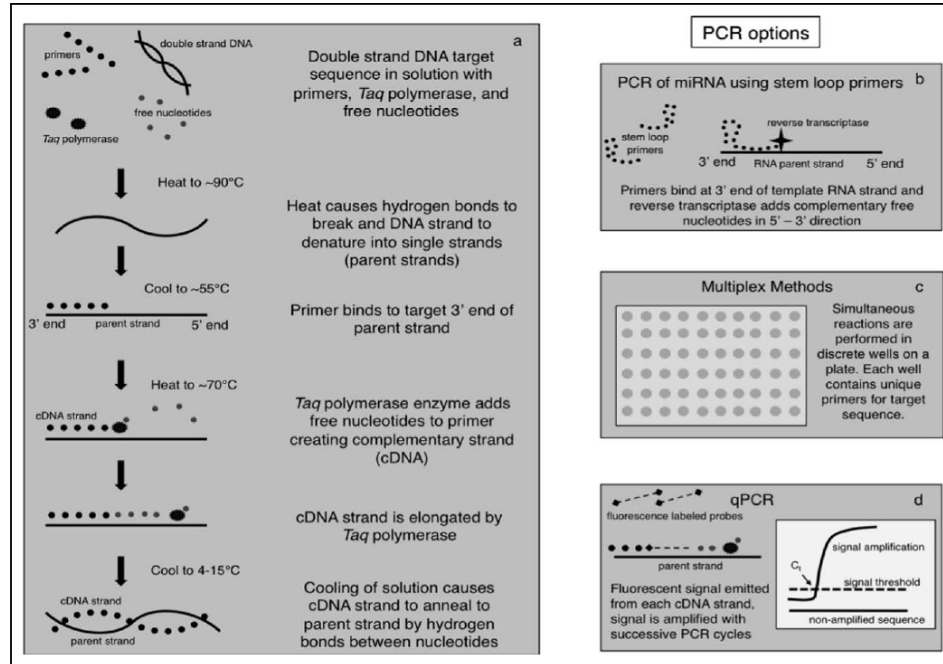 a
primers
double strand DNA
free nucleotides
Taq polymerase
Double strand DNA target
sequence in solution with
primers, Taq polymerase, and
free nucleotides
Heat to ~90°C
Heat causes hydrogen bonds to
break and DNA strand to
denature into single strands
(parent strands)
Cool to ~55°C
3' end
parent strand
5' end
Primer binds to target 3' end of
parent strand
Heat to ~70°C
cDNA strand
Taq polymerase enzyme adds
free nucleotides to primer
creating complementary strand
(cDNA)
cDNA strand is elongated by
Taq polymerase
Cool to 4-15°C
cDNA strand
parent strand
Cooling of solution causes
cDNA strand to anneal to
parent strand by hydrogen
bonds between nucleotides
PCR options
b
PCR of miRNA using stem loop primers
stem loop
primers
reverse transcriptase
3' end
RNA parent strand
5' end
Primers bind at 3' end of template RNA strand and
reverse transcriptase adds complementary free
nucleotides in 5' – 3' direction
c
Multiplex Methods
Simultaneous
reactions are
performed in
discrete wells on a
plate. Each well
contains unique
primers for target
sequence.
qPCR
d
fluorescence labeled probes
parent strand
Fluorescent signal emitted
from each cDNA strand,
signal is amplified with
successive PCR cycles
signal amplification
Ct
signal threshold
non-amplified sequence